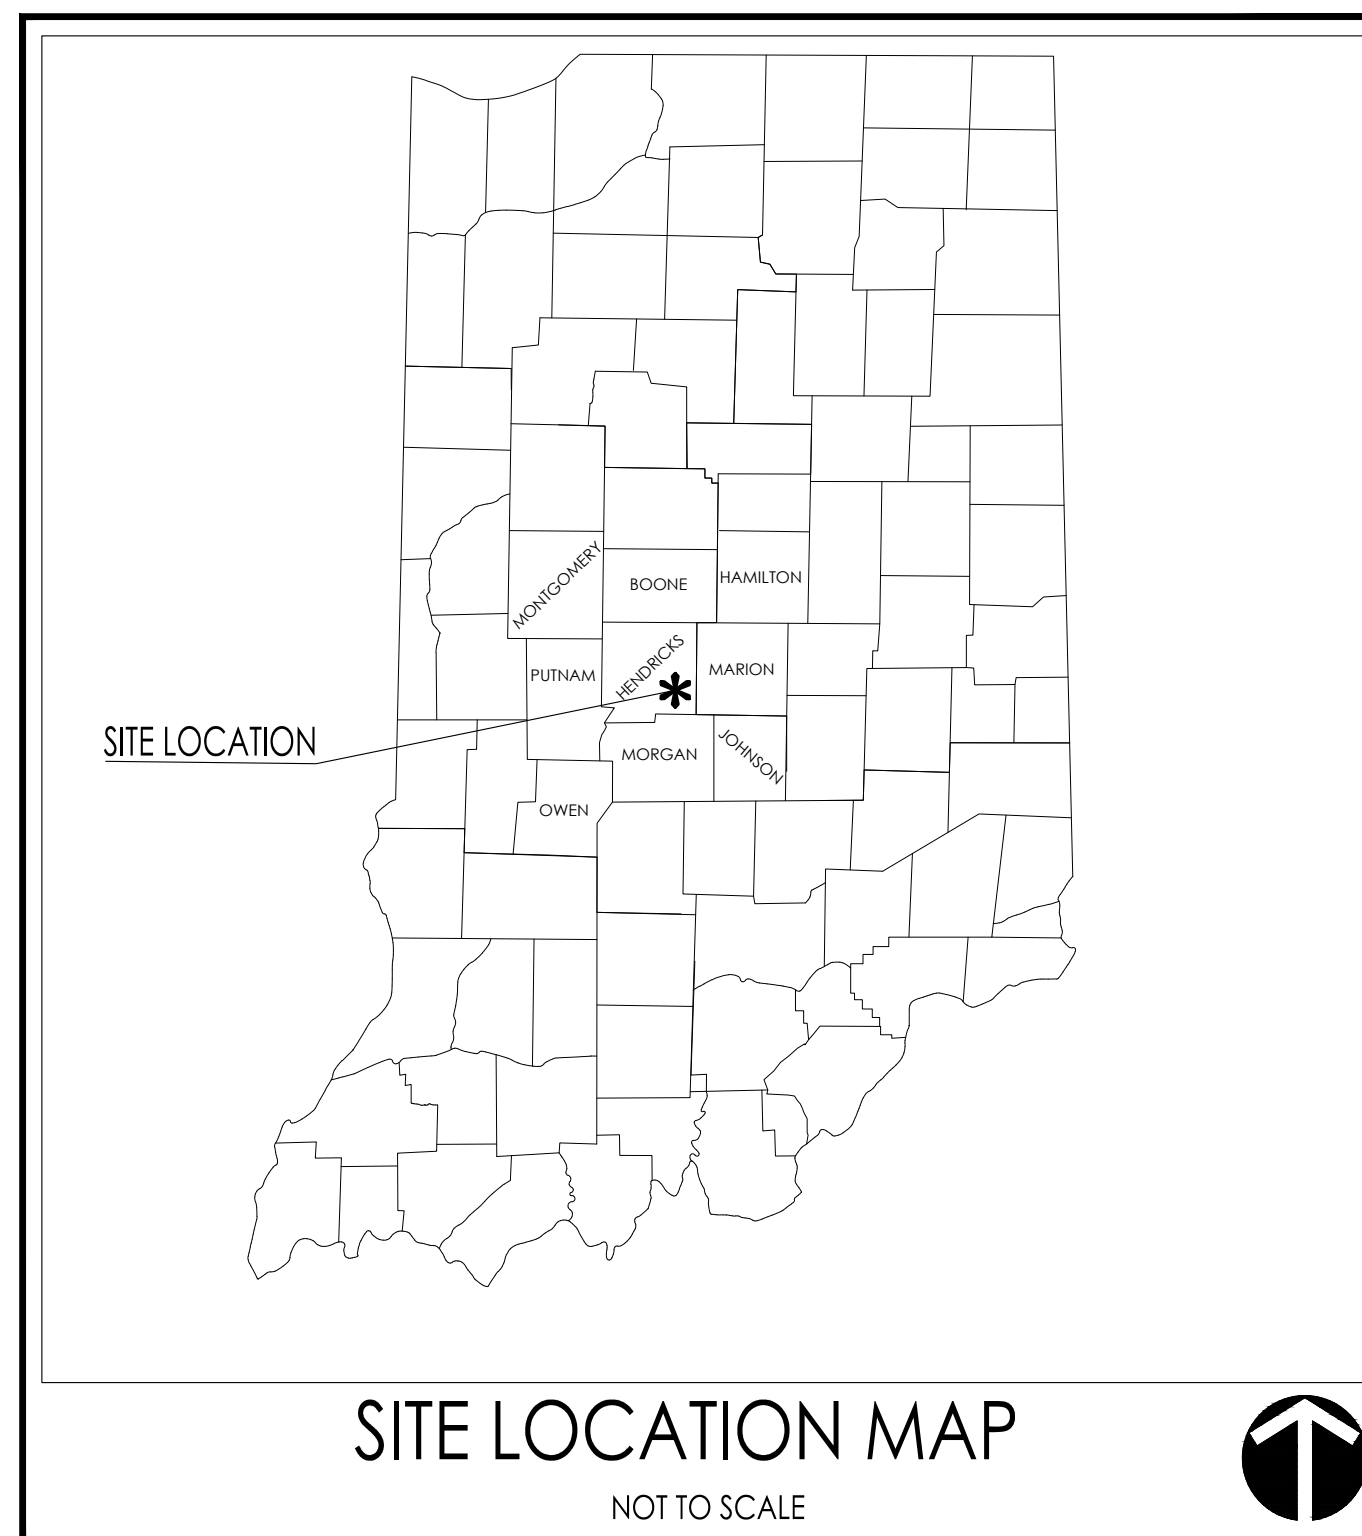 MONTGOMERY
BOONE
HAMILTON
PUTNAM
HENDRICKS
MARION
SITE LOCATION
MORGAN
JOHNSON
OWEN
SITE LOCATION MAP
NOT TO SCALE